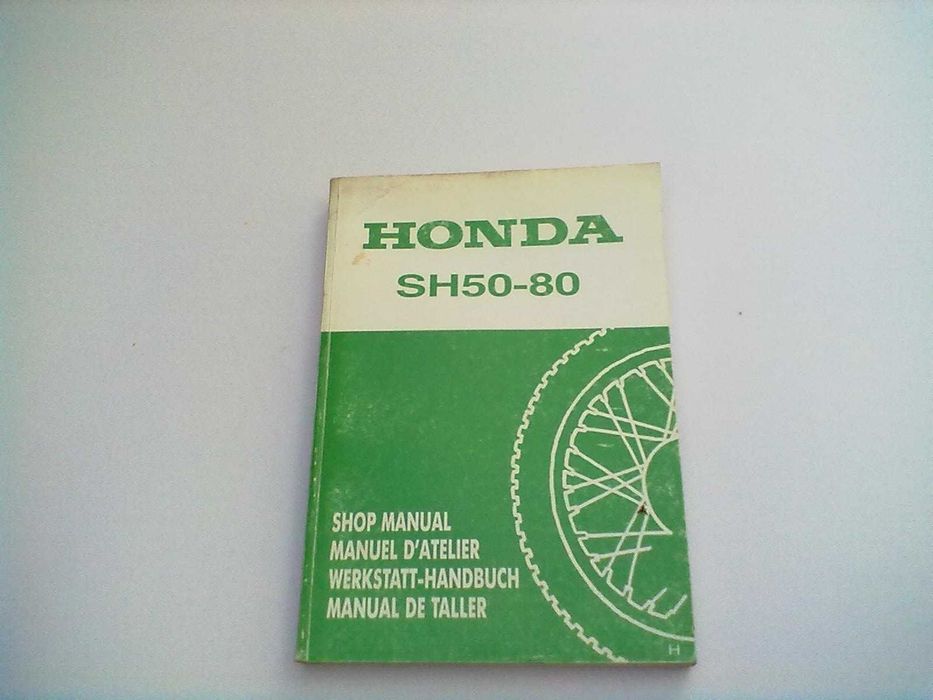 HONDA
SH50-80
SHOP MANUAL
MANUEL D'ATELIER
WERKSTATT-HANDBUCH
MANUAL DE TALLER
H